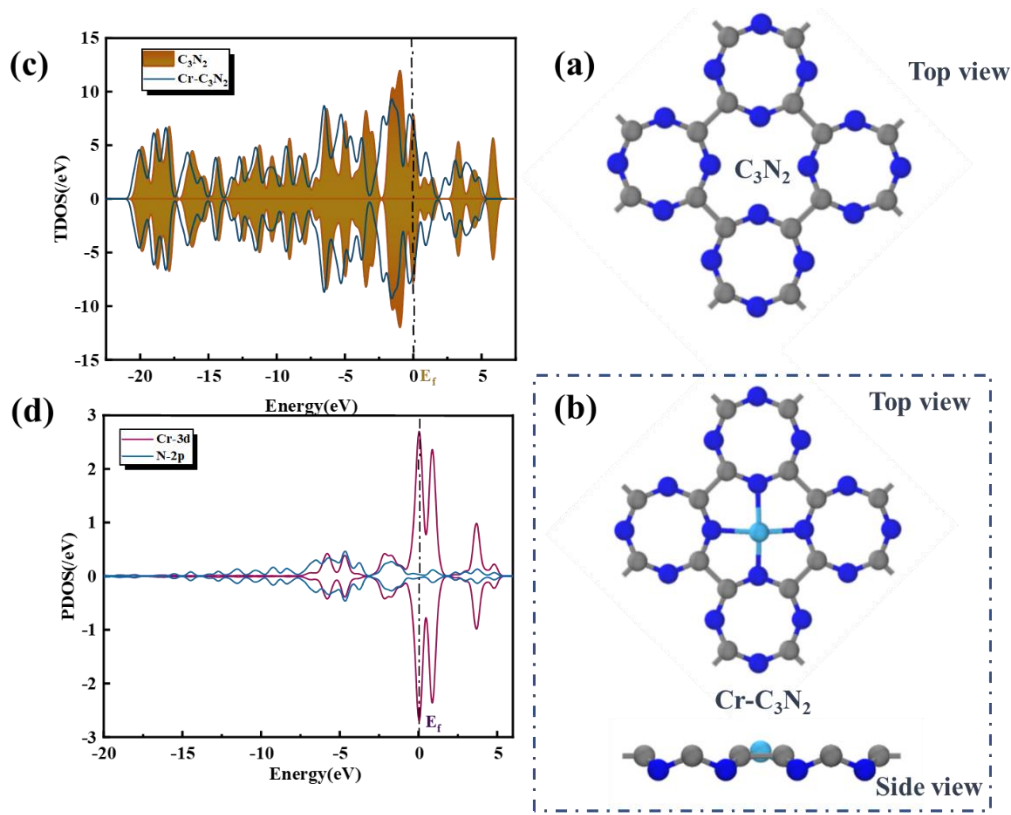 (c)
C₃N₂
Cr-C₃N₂
TDOS(/eV)
15
10
5
0
-5
-10
-15
-20
-15
-10
-5
0
5
E_f
Energy(eV)
(a)
Top view
C₃N₂
(d)
Cr-3d
N-2p
PDOS(/eV)
3
2
1
0
-1
-2
-3
-20
-15
-10
-5
0
5
E_f
Energy(eV)
(b)
Top view
Cr-C₃N₂
Side view